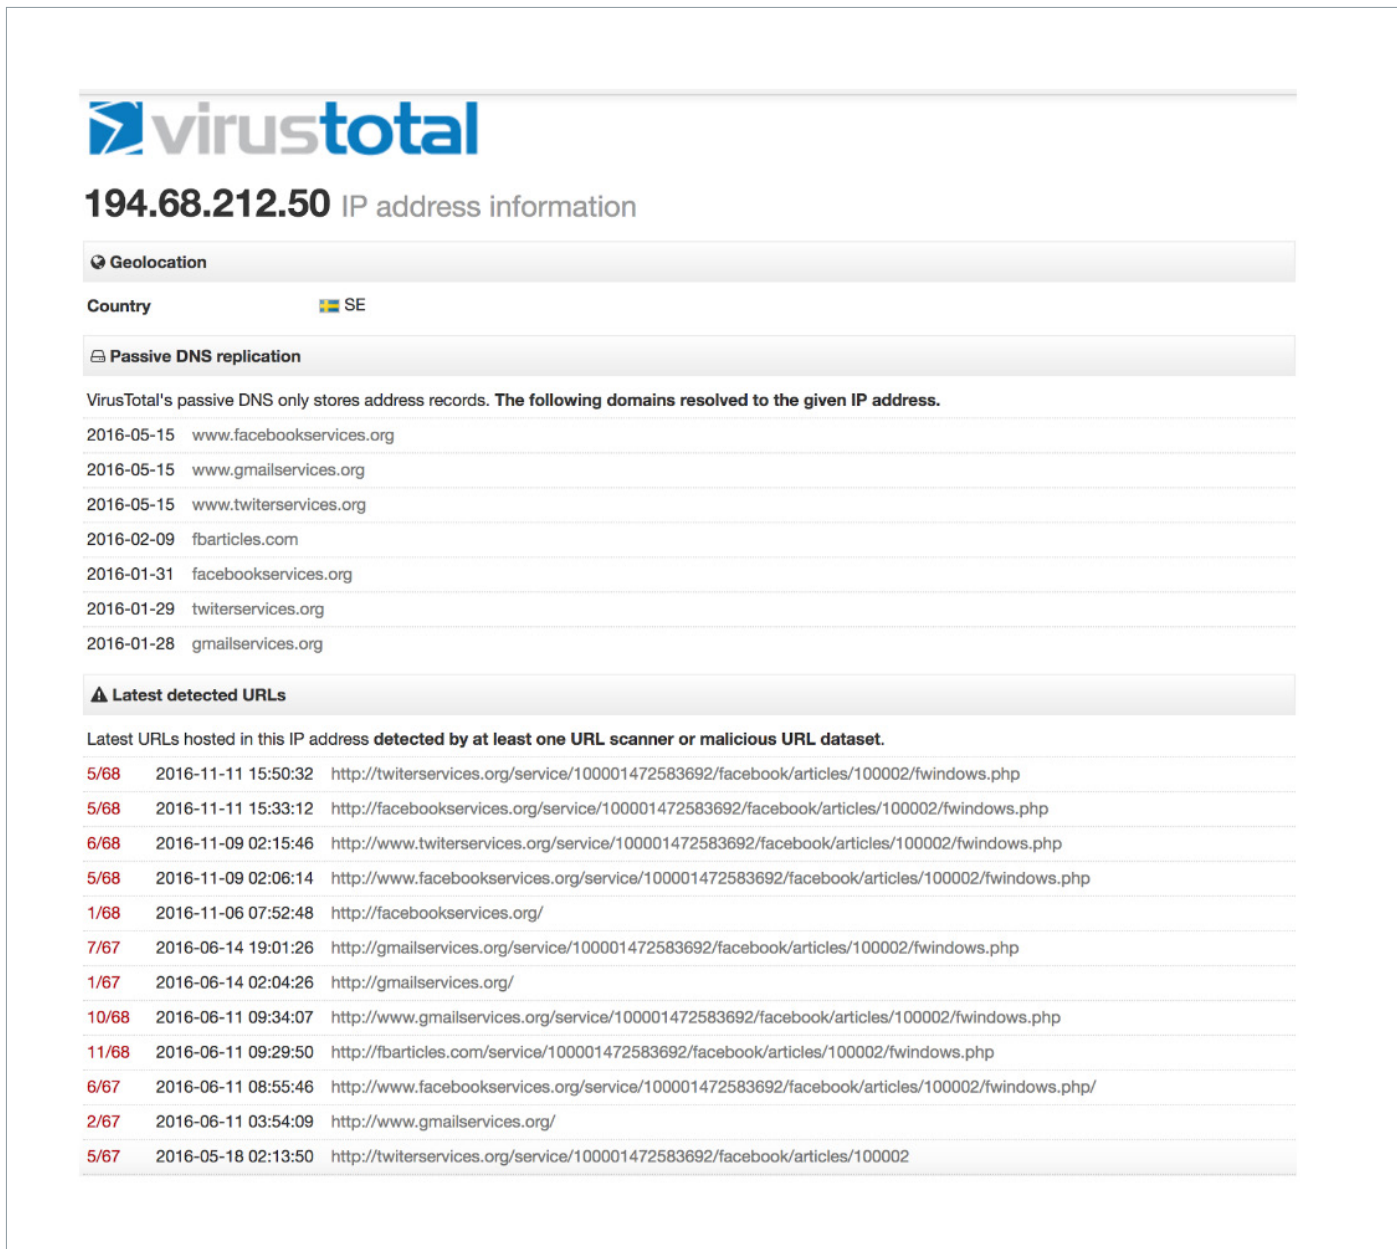 virustotal
194.68.212.50 IP address information
Geolocation
Country SE
Passive DNS replication
VirusTotal's passive DNS only stores address records. The following domains resolved to the given IP address.
2016-05-15 www.facebookservices.org
2016-05-15 www.gmailservices.org
2016-05-15 www.twiterservices.org
2016-02-09 fbarticles.com
2016-01-31 facebookservices.org
2016-01-29 twiterservices.org
2016-01-28 gmailservices.org
Latest detected URLs
Latest URLs hosted in this IP address detected by at least one URL scanner or malicious URL dataset.
5/68 2016-11-11 15:50:32 http://twiterservices.org/service/100001472583692/facebook/articles/100002/fwindows.php
5/68 2016-11-11 15:33:12 http://facebookservices.org/service/100001472583692/facebook/articles/100002/fwindows.php
6/68 2016-11-09 02:15:46 http://www.twiterservices.org/service/100001472583692/facebook/articles/100002/fwindows.php
5/68 2016-11-09 02:06:14 http://www.facebookservices.org/service/100001472583692/facebook/articles/100002/fwindows.php
1/68 2016-11-06 07:52:48 http://facebookservices.org/
7/67 2016-06-14 19:01:26 http://gmailservices.org/service/100001472583692/facebook/articles/100002/fwindows.php
1/67 2016-06-14 02:04:26 http://gmailservices.org/
10/68 2016-06-11 09:34:07 http://www.gmailservices.org/service/100001472583692/facebook/articles/100002/fwindows.php
11/68 2016-06-11 09:29:50 http://fbarticles.com/service/100001472583692/facebook/articles/100002/fwindows.php
6/67 2016-06-11 08:55:46 http://www.facebookservices.org/service/100001472583692/facebook/articles/100002/fwindows.php/
2/67 2016-06-11 03:54:09 http://www.gmailservices.org/
5/67 2016-05-18 02:13:50 http://twiterservices.org/service/100001472583692/facebook/articles/100002